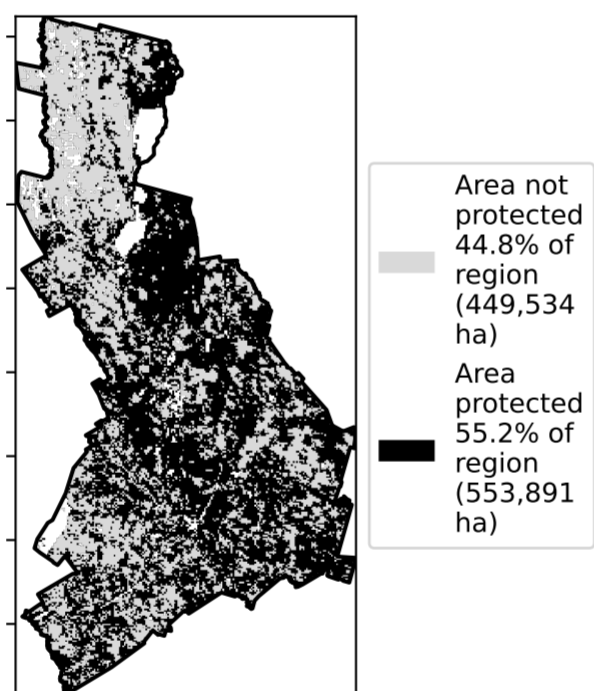 Area not
protected
44.8% of
region
(449,534
ha)
Area
protected
55.2% of
region
(553,891
ha)